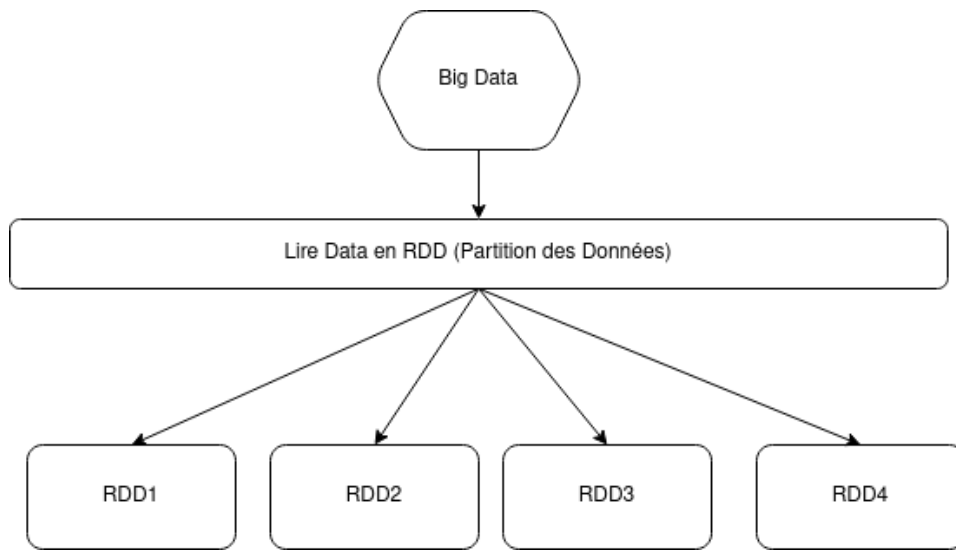 Big Data
Lire Data en RDD (Partition des Données)
RDD1
RDD2
RDD3
RDD4